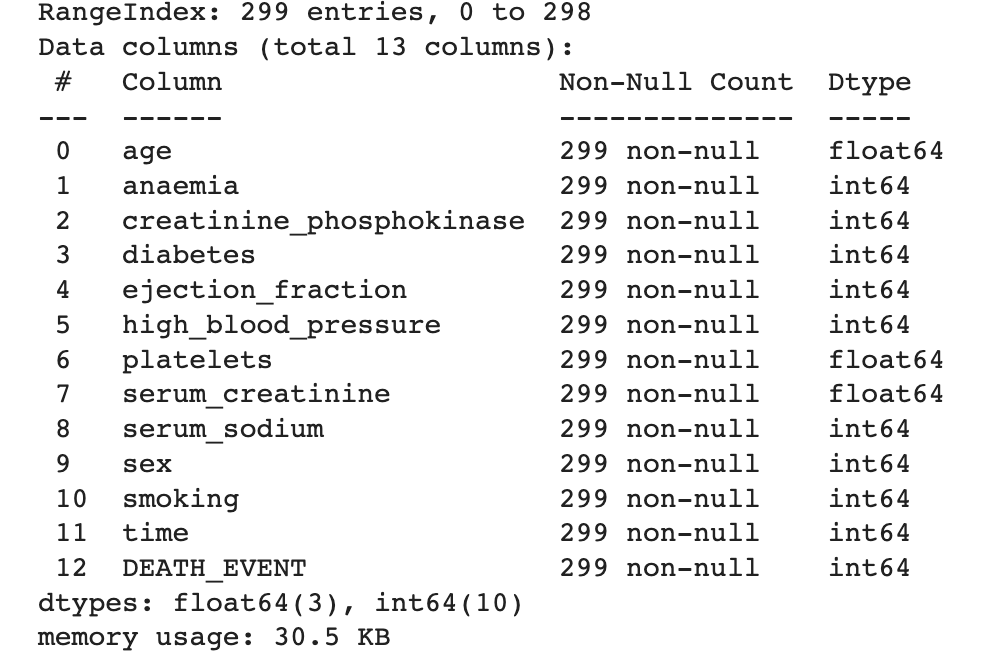 RangeIndex: 299 entries, 0 to 298
Data columns (total 13 columns):
 #   Column                    Non-Null Count  Dtype
---  ------                    --------------  -----
 0   age                       299 non-null    float64
 1   anaemia                   299 non-null    int64
 2   creatinine_phosphokinase  299 non-null    int64
 3   diabetes                  299 non-null    int64
 4   ejection_fraction         299 non-null    int64
 5   high_blood_pressure       299 non-null    int64
 6   platelets                 299 non-null    float64
 7   serum_creatinine          299 non-null    float64
 8   serum_sodium              299 non-null    int64
 9   sex                       299 non-null    int64
 10  smoking                   299 non-null    int64
 11  time                      299 non-null    int64
 12  DEATH_EVENT               299 non-null    int64
dtypes: float64(3), int64(10)
memory usage: 30.5 KB